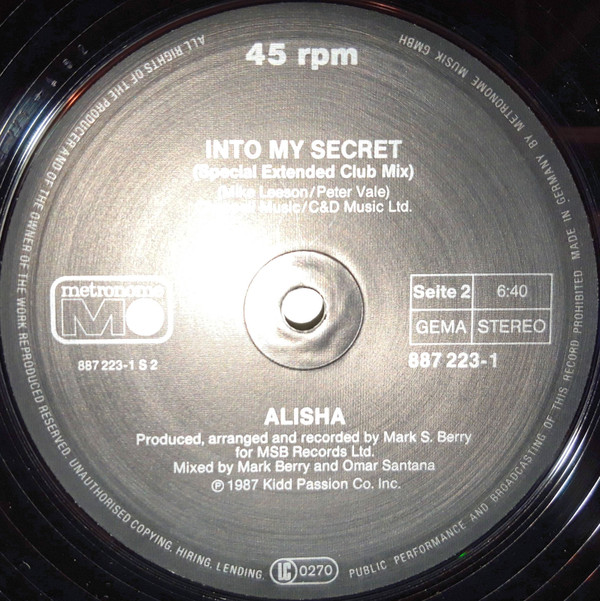 45 rpm
INTO MY SECRET
(Special Extended Club Mix)
(Mike Leeson/Peter Vale)
Music/C&D Music Ltd.
metronome
M
887 223-1 S 2
Seite 2 6:40
GEMA STEREO
887 223-1
ALISHA
Produced, arranged and recorded by Mark S. Berry
for MSB Records Ltd.
Mixed by Mark Berry and Omar Santana
℗ 1987 Kidd Passion Co. Inc.
ALL RIGHTS OF THE PRODUCER AND OF THE OWNER OF THE WORK REPRODUCED RESERVED. UNAUTHORISED COPYING, HIRING, LENDING, LC 0270 PUBLIC PERFORMANCE AND BROADCASTING OF THIS RECORD PROHIBITED MADE IN GERMANY BY METRONOME MUSIK GMBH